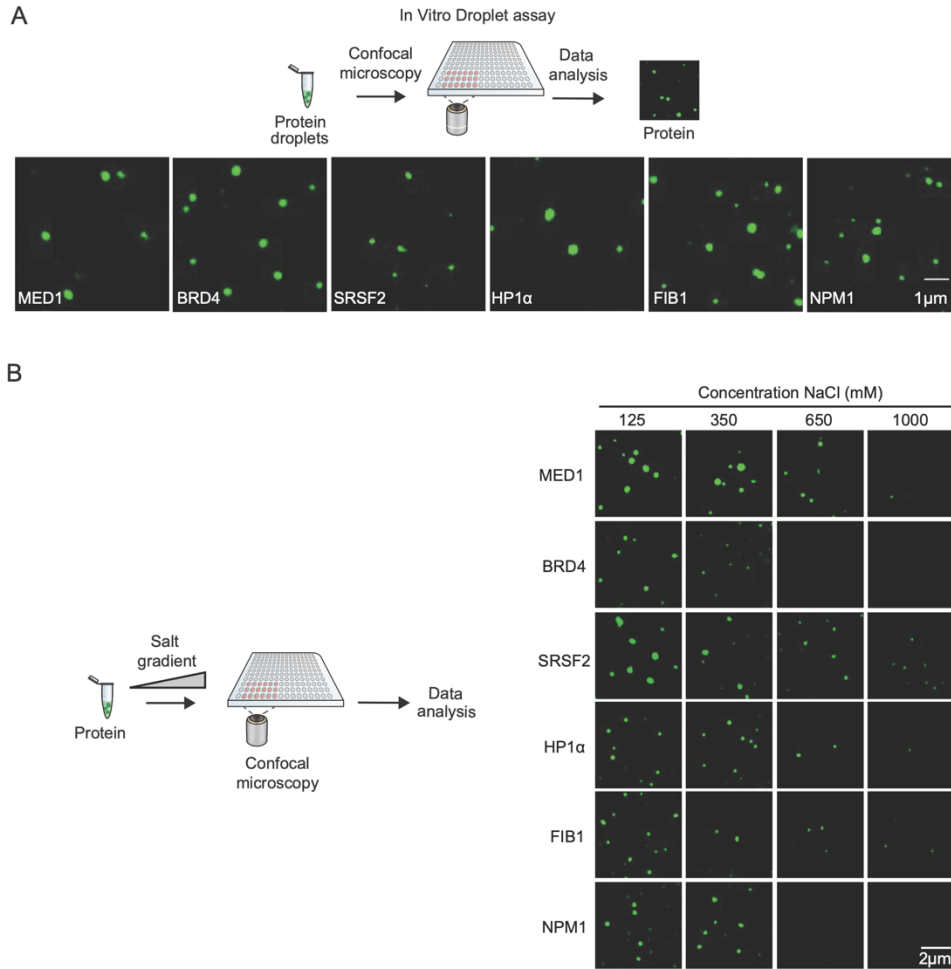 A
In Vitro Droplet assay
Confocal
microscopy
Data
analysis
Protein
droplets
Protein
MED1
BRD4
SRSF2
HP1α
FIB1
NPM1
1µm
B
Concentration NaCl (mM)
125 350 650 1000
MED1
BRD4
SRSF2
HP1α
FIB1
NPM1
2µm
Salt
gradient
Protein
Confocal
microscopy
Data
analysis